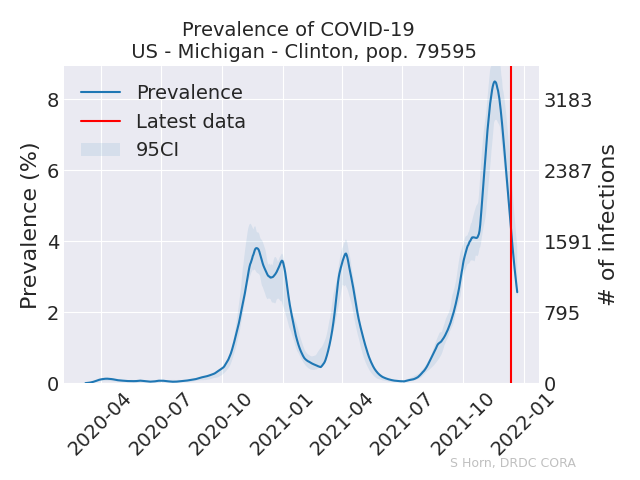 Prevalence of COVID-19
US - Michigan - Clinton, pop. 79595
Prevalence
Latest data
95CI
Prevalence (%)
8
6
4
2
0
3183
2387
1591
795
0
# of infections
2020-04
2020-07
2020-10
2021-01
2021-04
2021-07
2021-10
2022-01
S Horn, DRDC CORA